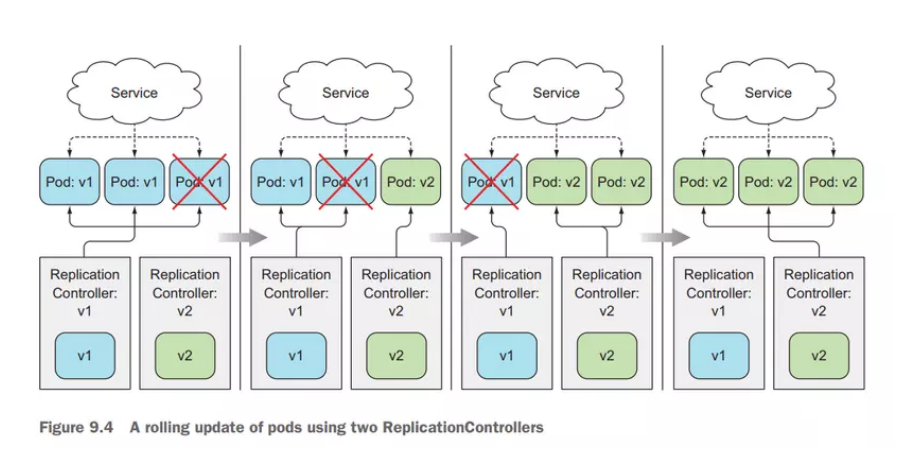 Service
Service
Service
Service
Pod: v1 Pod: v1 Pod: v1
Pod: v1 Pod: v1 Pod: v2
Pod: v1 Pod: v2 Pod: v2
Pod: v2 Pod: v2 Pod: v2
Replication
Controller:
v1
v1
Replication
Controller:
v2
v2
Replication
Controller:
v1
v1
Replication
Controller:
v2
v2
Replication
Controller:
v1
v1
Replication
Controller:
v2
v2
Replication
Controller:
v1
v1
Replication
Controller:
v2
v2
Figure 9.4 A rolling update of pods using two ReplicationControllers